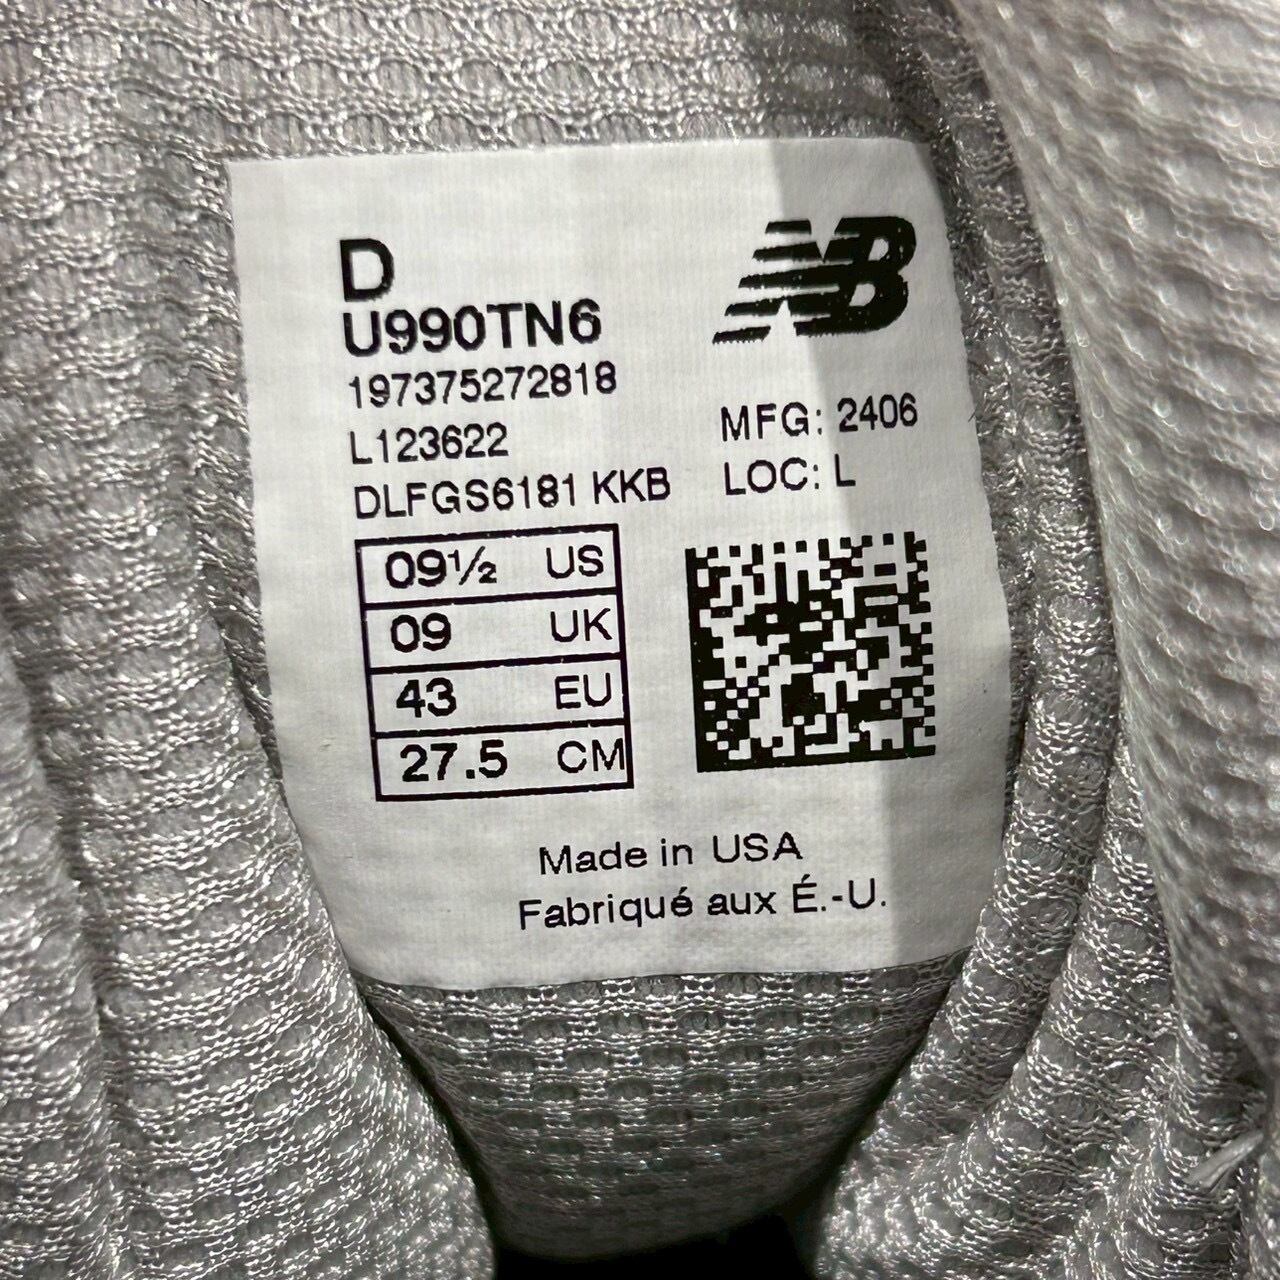 D
U990TN6
197375272818
L123622
DLFGS6181 KKB
NB
MFG: 2406
LOC: L
09½ US
09 UK
43 EU
27.5 CM
Made in USA
Fabriqué aux É.-U.